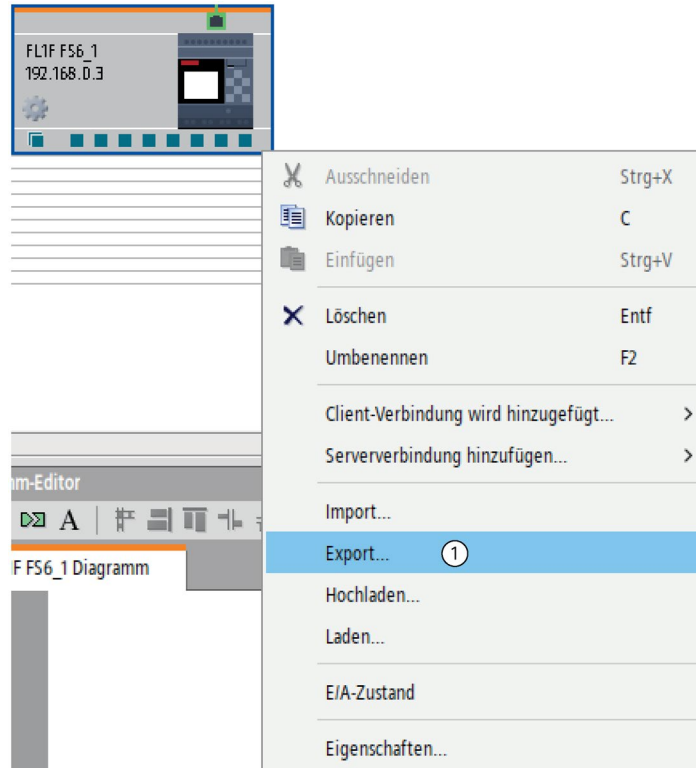 FL1F FS6_1
192.168.0.3
Ausschneiden Strg+X
Kopieren C
Einfügen Strg+V
Löschen Entf
Umbenennen F2
Client-Verbindung wird hinzugefügt... >
Serververbindung hinzufügen... >
Import...
Export... 1
Hochladen...
Laden...
E/A-Zustand
Eigenschaften...
m-Editor
A
F FS6_1 Diagramm